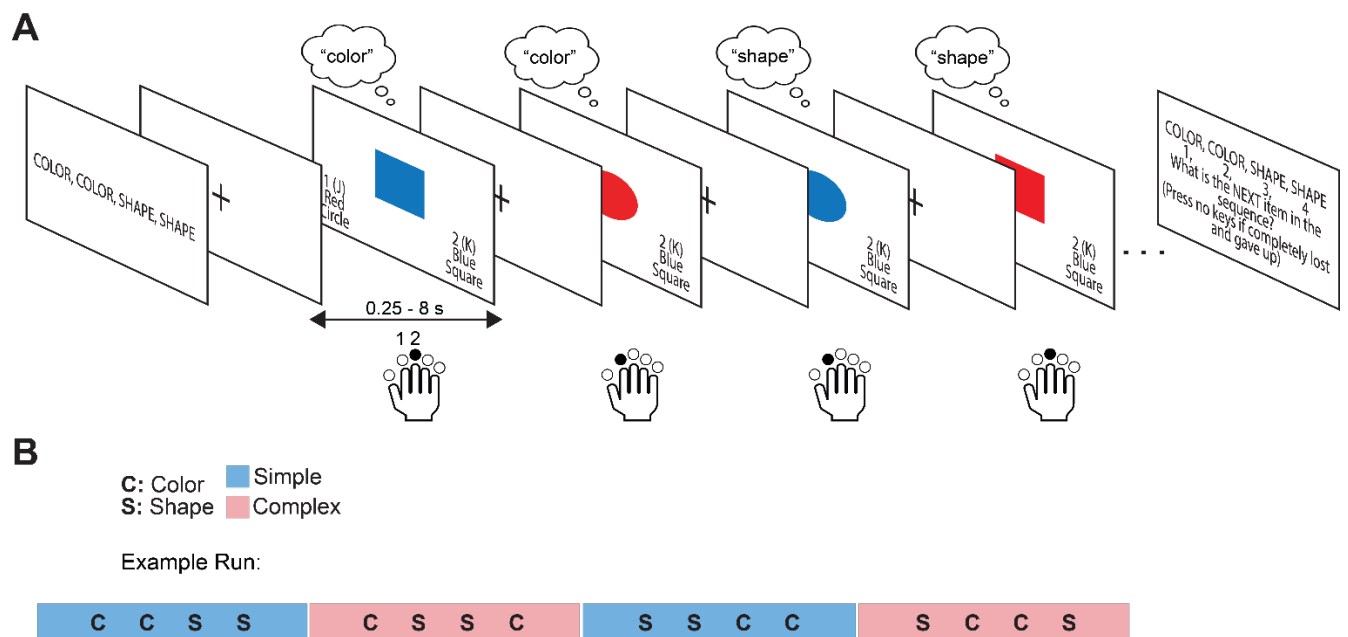 A
“color”
“color”
“shape”
“shape”
COLOR, COLOR, SHAPE, SHAPE
+
1 (J)
Red
Circle
2 (K)
Blue
Square
+
2 (K)
Blue
Square
+
2 (K)
Blue
Square
+
2 (K)
Blue
Square
. . .
COLOR, COLOR, SHAPE, SHAPE
1, 2, 3, 4
What is the NEXT item in the
sequence?
(Press no keys if completely lost
and gave up)
0.25 - 8 s
1 2
B
C: Color
S: Shape
Simple
Complex
Example Run:
C C S S C S S C S S C C S C C S